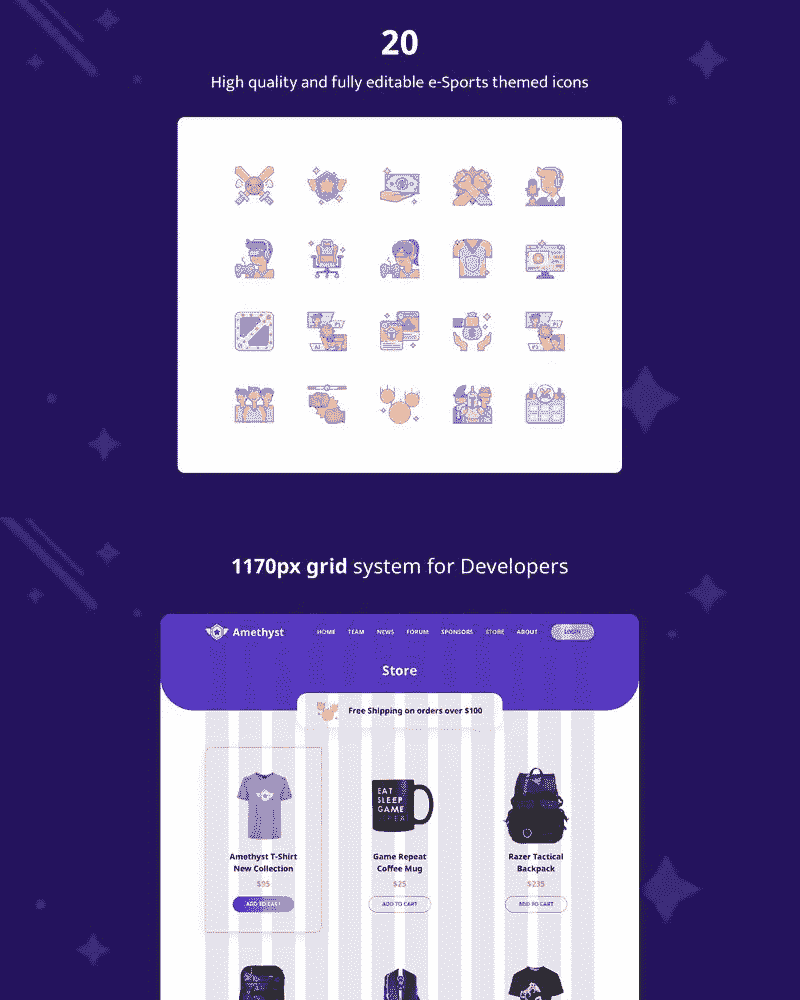 20
High quality and fully editable e-Sports themed icons
1170px grid system for Developers
Amethyst
HOME TEAM NEWS FORUM SPONSORS STORE ABOUT LOGIN
Store
Free Shipping on orders over $100
EAT
SLEEP
GAME
Amethyst T-Shirt
New Collection
$95
ADD TO CART
Game Repeat
Coffee Mug
$25
ADD TO CART
Razer Tactical
Backpack
$235
ADD TO CART